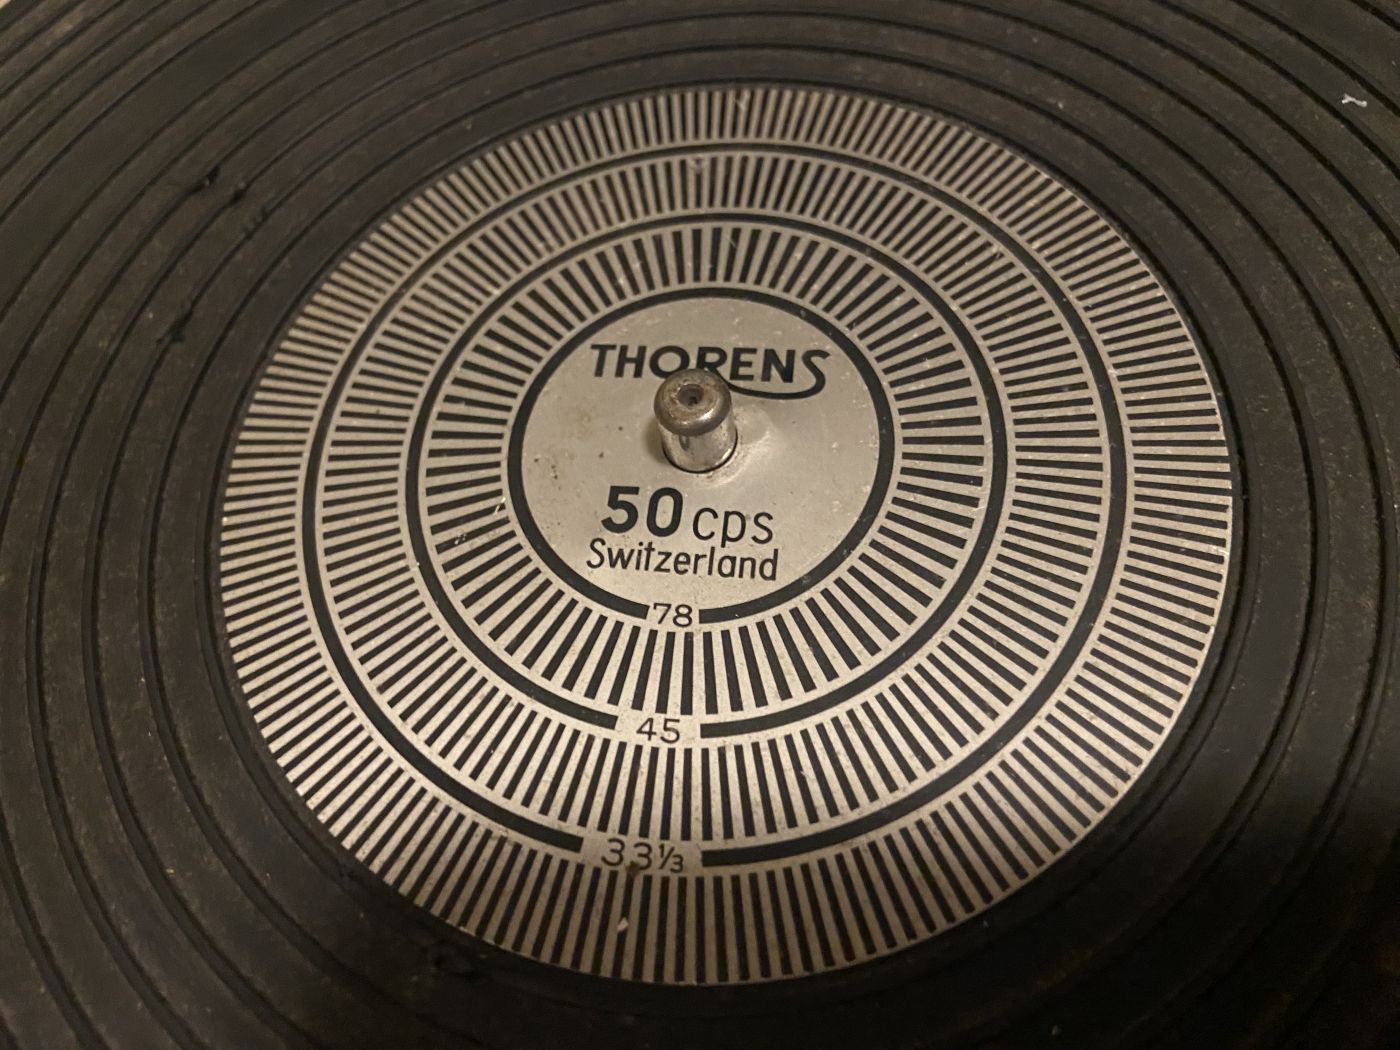 THORENS
50 cps
Switzerland
78
45
33⅓